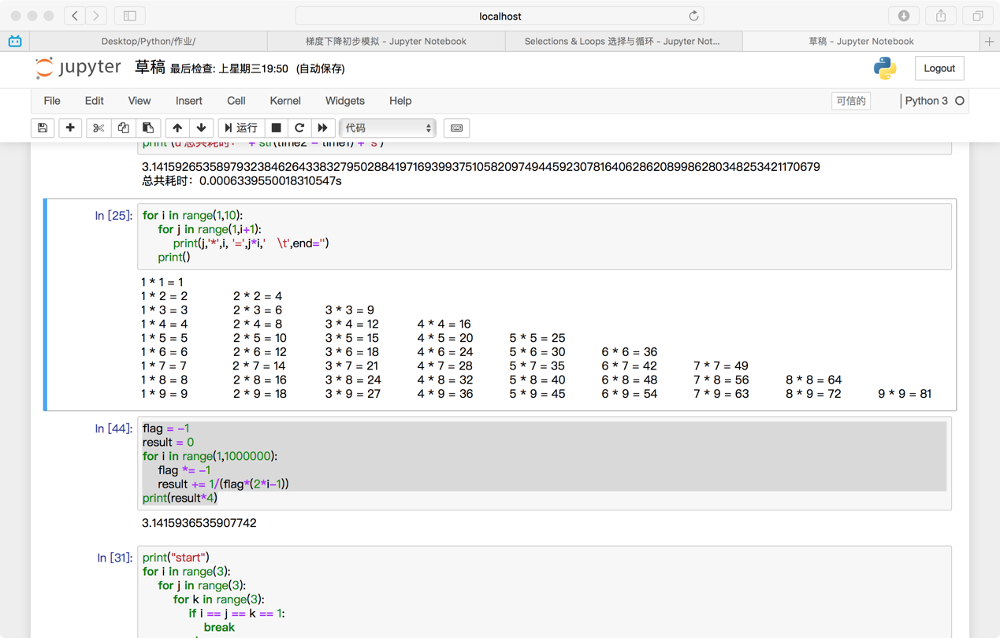 localhost
Desktop/Python/作业/
梯度下降初步模拟 - Jupyter Notebook
Selections & Loops 选择与循环 - Jupyter Not...
草稿 - Jupyter Notebook
jupyter 草稿 最后检查: 上星期三19:50 (自动保存)
Logout
File Edit View Insert Cell Kernel Widgets Help
可信的
Python 3
运行
代码
print (u'总共耗时：' + str(time2 - time1) + 's')
3.1415926535897932384626433832795028841971693993751058209749445923078164062862089986280348253421170679
总共耗时：0.0006339550018310547s
In [25]:
for i in range(1,10):
    for j in range(1,i+1):
        print(j,'*',i, '=',j*i,'   \t',end='')
    print()
1 * 1 = 1
1 * 2 = 2 2 * 2 = 4
1 * 3 = 3 2 * 3 = 6 3 * 3 = 9
1 * 4 = 4 2 * 4 = 8 3 * 4 = 12 4 * 4 = 16
1 * 5 = 5 2 * 5 = 10 3 * 5 = 15 4 * 5 = 20 5 * 5 = 25
1 * 6 = 6 2 * 6 = 12 3 * 6 = 18 4 * 6 = 24 5 * 6 = 30 6 * 6 = 36
1 * 7 = 7 2 * 7 = 14 3 * 7 = 21 4 * 7 = 28 5 * 7 = 35 6 * 7 = 42 7 * 7 = 49
1 * 8 = 8 2 * 8 = 16 3 * 8 = 24 4 * 8 = 32 5 * 8 = 40 6 * 8 = 48 7 * 8 = 56 8 * 8 = 64
1 * 9 = 9 2 * 9 = 18 3 * 9 = 27 4 * 9 = 36 5 * 9 = 45 6 * 9 = 54 7 * 9 = 63 8 * 9 = 72 9 * 9 = 81
In [44]:
flag = -1
result = 0
for i in range(1,1000000):
    flag *= -1
    result += 1/(flag*(2*i-1))
print(result*4)
3.1415936535907742
In [31]:
print("start")
for i in range(3):
    for j in range(3):
        for k in range(3):
            if i == j == k == 1:
                break